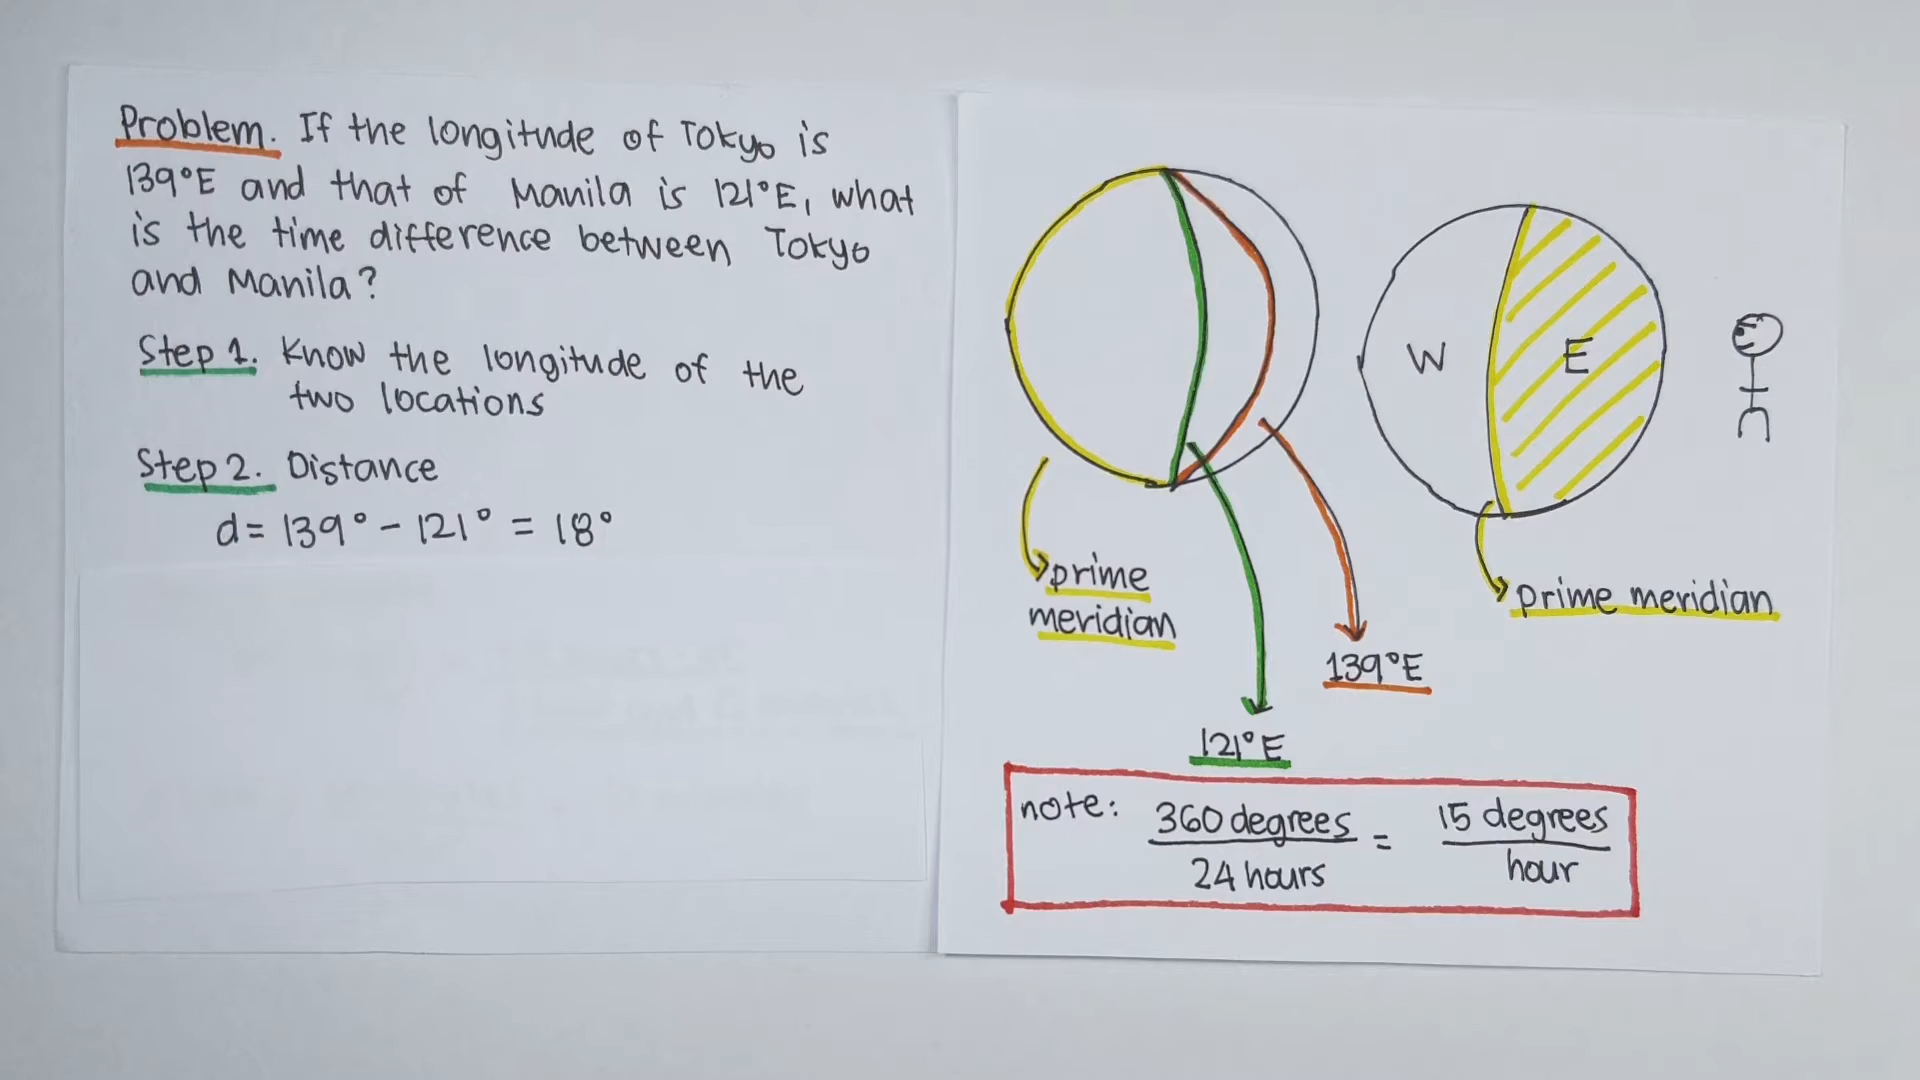 Problem. If the longitude of Tokyo is
139°E and that of Manila is 121°E, what
is the time difference between Tokyo
and Manila?
Step 1. Know the longitude of the
two locations
Step 2. Distance
d = 139° - 121° = 18°
W
E
prime
meridian
prime meridian
139°E
121°E
note: 360 degrees / 24 hours = 15 degrees / hour